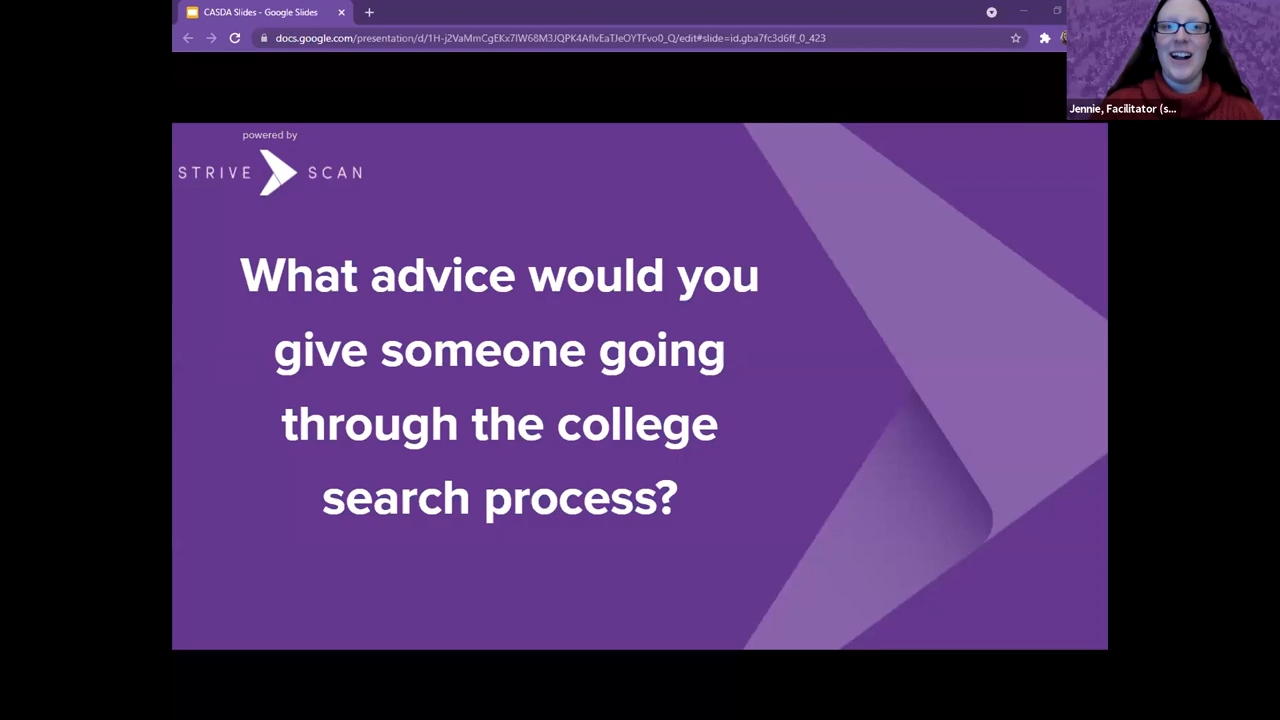 CASDA Slides - Google Slides
docs.google.com/presentation/d/1H-j2VaMmCgEKx7IW68M3JQPK4AflvEaTJeOYTFvo0_Q/edit#slide=id.gba7fc3d6ff_0_423
Jennie, Facilitator (s...
powered by
STRIVE SCAN
What advice would you
give someone going
through the college
search process?